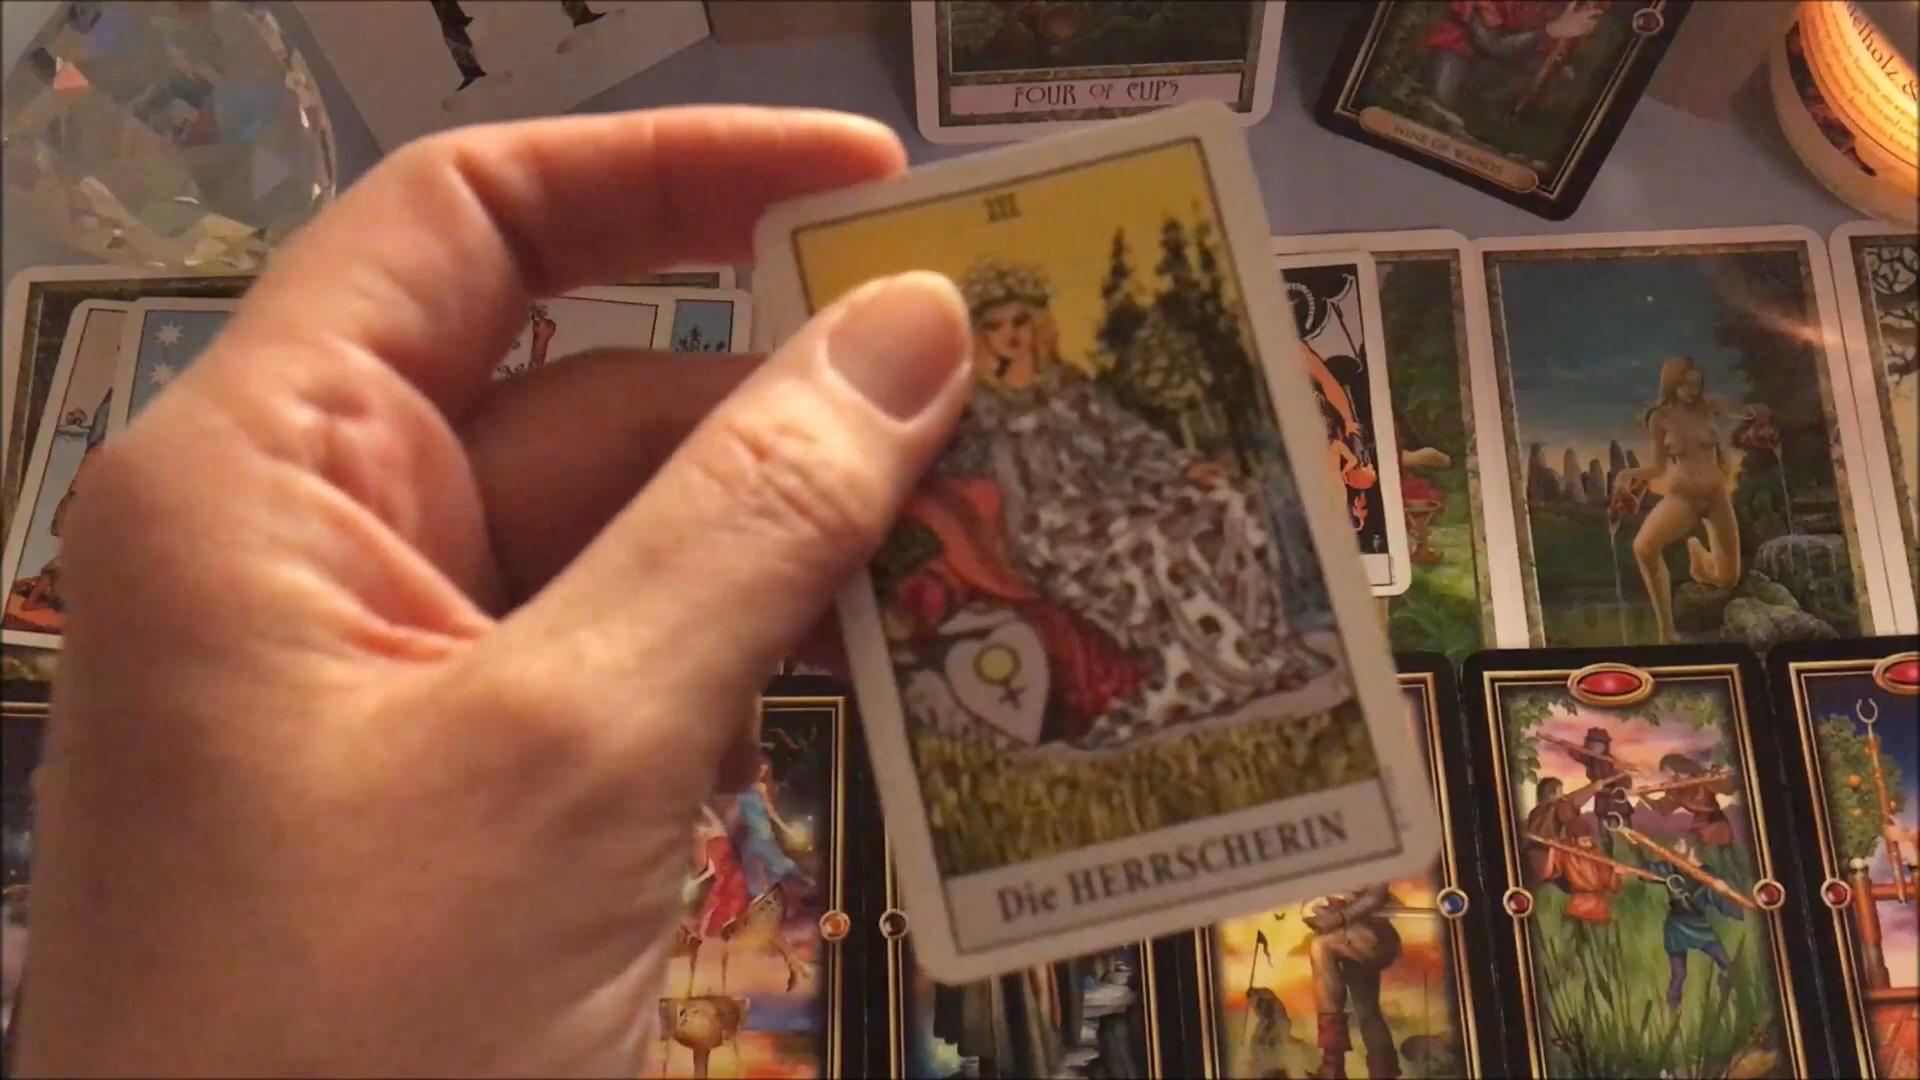 FOUR OF CUPS
NINE OF WANDS
III
Die HERRSCHERIN